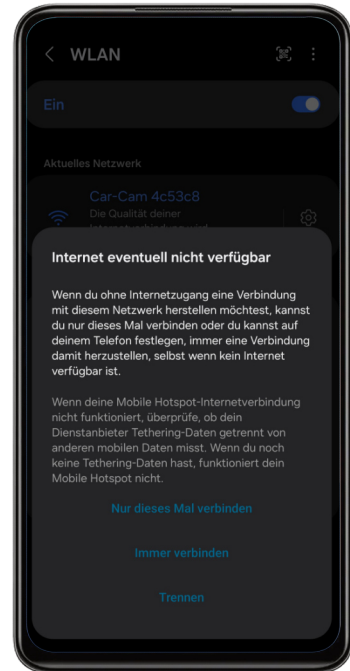 WLAN
Ein
Aktuelles Netzwerk
Car-Cam 4c53c8
Die Qualität deiner
Internetverbindung wird
Internet eventuell nicht verfügbar
Wenn du ohne Internetzugang eine Verbindung
mit diesem Netzwerk herstellen möchtest, kannst
du nur dieses Mal verbinden oder du kannst auf
deinem Telefon festlegen, immer eine Verbindung
damit herzustellen, selbst wenn kein Internet
verfügbar ist.
Wenn deine Mobile Hotspot-Internetverbindung
nicht funktioniert, überprüfe, ob dein
Dienstanbieter Tethering-Daten getrennt von
anderen mobilen Daten misst. Wenn du noch
keine Tethering-Daten hast, funktioniert dein
Mobile Hotspot nicht.
Nur dieses Mal verbinden
Immer verbinden
Trennen